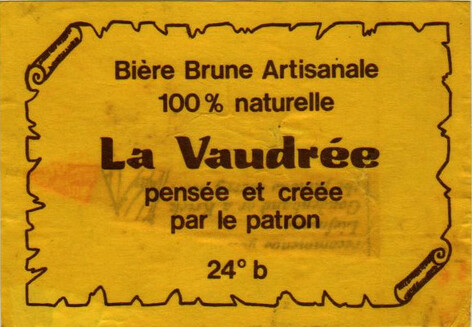 Bière Brune Artisanale
100% naturelle
La Vaudrée
pensée et créée
par le patron
24° b